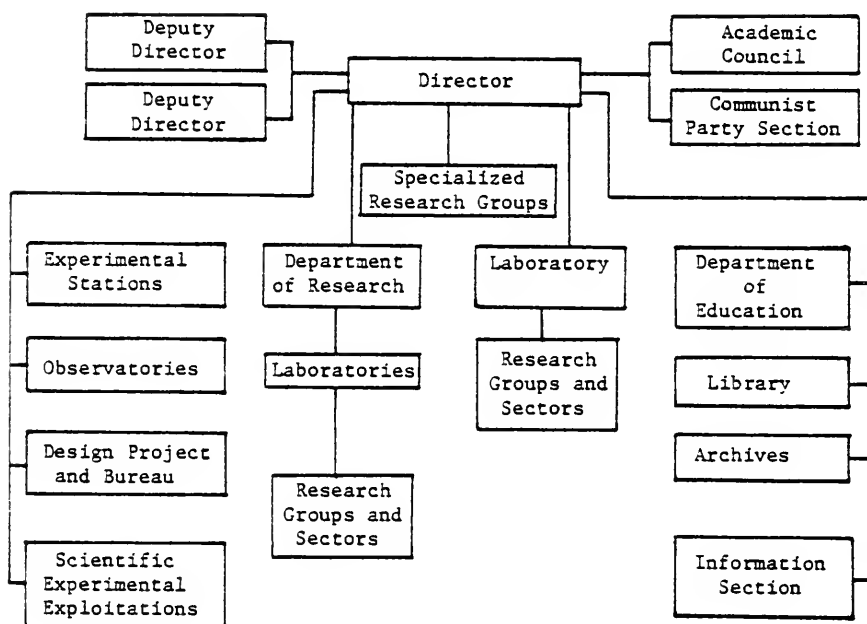 Deputy
Director
Deputy
Director
Director
Academic
Council
Communist
Party Section
Specialized
Research Groups
Experimental
Stations
Observatories
Design Project
and Bureau
Scientific
Experimental
Exploitations
Department
of Research
Laboratories
Research
Groups and
Sectors
Laboratory
Research
Groups and
Sectors
Department
of
Education
Library
Archives
Information
Section